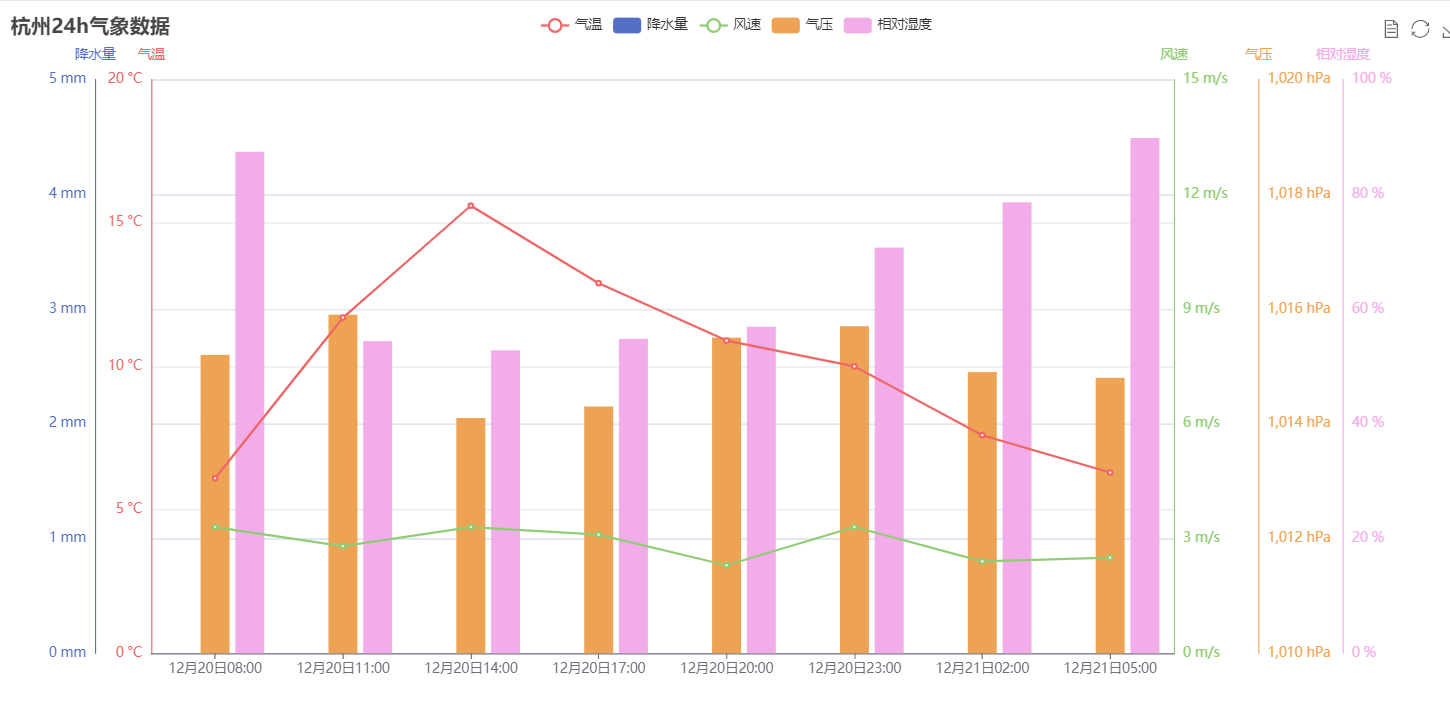 杭州24h气象数据
气温 降水量 风速 气压 相对湿度
降水量 气温 风速 气压 相对湿度
5 mm 20 °C 15 m/s 1,020 hPa 100 %
4 mm 12 m/s 1,018 hPa 80 %
15 °C
3 mm 9 m/s 1,016 hPa 60 %
10 °C
2 mm 6 m/s 1,014 hPa 40 %
5 °C
1 mm 3 m/s 1,012 hPa 20 %
0 mm 0 °C 0 m/s 1,010 hPa 0 %
12月20日08:00 12月20日11:00 12月20日14:00 12月20日17:00 12月20日20:00 12月20日23:00 12月21日02:00 12月21日05:00